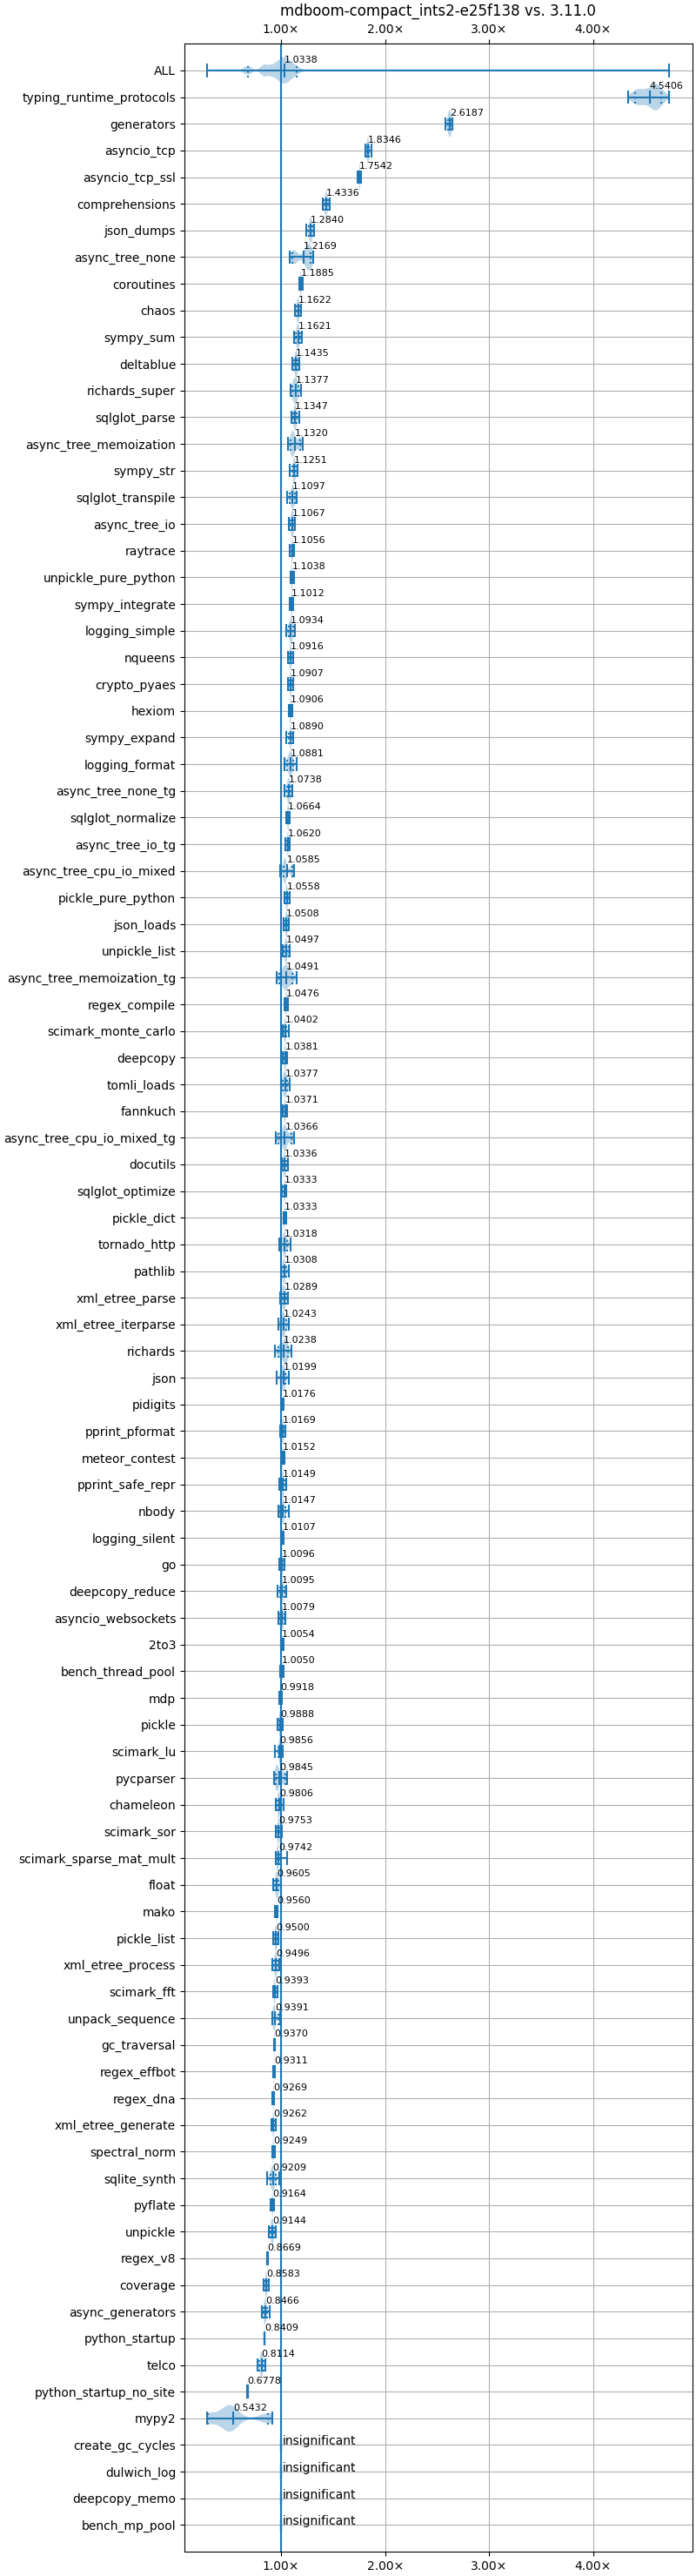 mdboom-compact_ints2-e25f138 vs. 3.11.0
1.00× 2.00× 3.00× 4.00×
ALL 1.0338
typing_runtime_protocols 4.5406
generators 2.6187
asyncio_tcp 1.8346
asyncio_tcp_ssl 1.7542
comprehensions 1.4336
json_dumps 1.2840
async_tree_none 1.2169
coroutines 1.1885
chaos 1.1622
sympy_sum 1.1621
deltablue 1.1435
richards_super 1.1377
sqlglot_parse 1.1347
async_tree_memoization 1.1320
sympy_str 1.1251
sqlglot_transpile 1.1097
async_tree_io 1.1067
raytrace 1.1056
unpickle_pure_python 1.1038
sympy_integrate 1.1012
logging_simple 1.0934
nqueens 1.0916
crypto_pyaes 1.0907
hexiom 1.0906
sympy_expand 1.0890
logging_format 1.0881
async_tree_none_tg 1.0738
sqlglot_normalize 1.0664
async_tree_io_tg 1.0620
async_tree_cpu_io_mixed 1.0585
pickle_pure_python 1.0558
json_loads 1.0508
unpickle_list 1.0497
async_tree_memoization_tg 1.0491
regex_compile 1.0476
scimark_monte_carlo 1.0402
deepcopy 1.0381
tomli_loads 1.0377
fannkuch 1.0371
async_tree_cpu_io_mixed_tg 1.0366
docutils 1.0336
sqlglot_optimize 1.0333
pickle_dict 1.0333
tornado_http 1.0318
pathlib 1.0308
xml_etree_parse 1.0289
xml_etree_iterparse 1.0243
richards 1.0238
json 1.0199
pidigits 1.0176
pprint_pformat 1.0169
meteor_contest 1.0152
pprint_safe_repr 1.0149
nbody 1.0147
logging_silent 1.0107
go 1.0096
deepcopy_reduce 1.0095
asyncio_websockets 1.0079
2to3 1.0054
bench_thread_pool 1.0050
mdp 0.9918
pickle 0.9888
scimark_lu 0.9856
pycparser 0.9845
chameleon 0.9806
scimark_sor 0.9753
scimark_sparse_mat_mult 0.9742
float 0.9605
mako 0.9560
pickle_list 0.9500
xml_etree_process 0.9496
scimark_fft 0.9393
unpack_sequence 0.9391
gc_traversal 0.9370
regex_effbot 0.9311
regex_dna 0.9269
xml_etree_generate 0.9262
spectral_norm 0.9249
sqlite_synth 0.9209
pyflate 0.9164
unpickle 0.9144
regex_v8 0.8669
coverage 0.8583
async_generators 0.8466
python_startup 0.8409
telco 0.8114
python_startup_no_site 0.6778
mypy2 0.5432
create_gc_cycles insignificant
dulwich_log insignificant
deepcopy_memo insignificant
bench_mp_pool insignificant
1.00× 2.00× 3.00× 4.00×